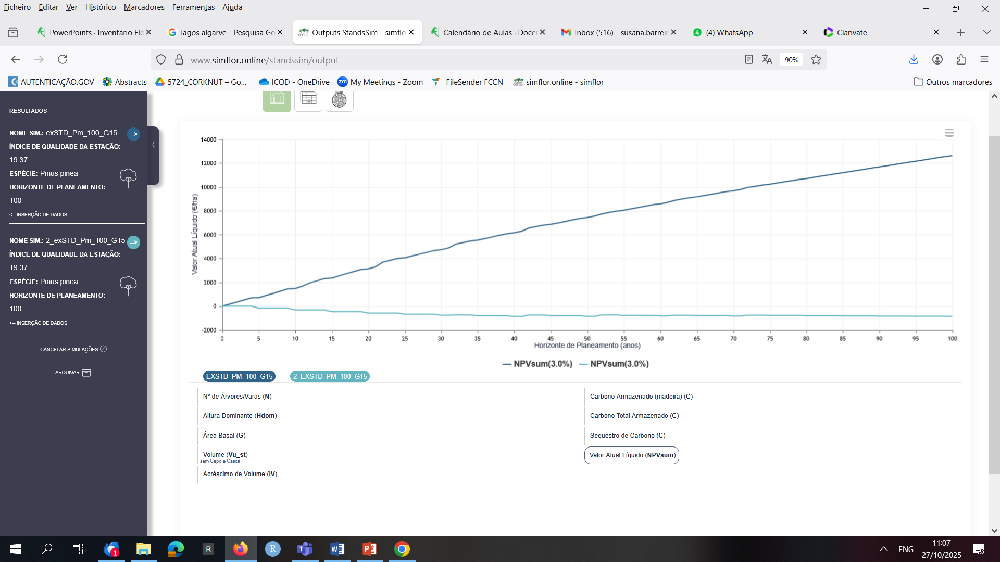 Ficheiro Editar Ver Histórico Marcadores Ferramentas Ajuda
PowerPoints · Inventário Flo
lagos algarve - Pesquisa Go
Outputs StandsSim - simflo
Calendário de Aulas · Docen
Inbox (516) - susana.barreir
(4) WhatsApp
Clarivate
www.simflor.online/standssim/output
90%
AUTENTICAÇÃO.GOV
Abstracts
5724_CORKNUT – Go...
ICOD - OneDrive
zm My Meetings - Zoom
FileSender FCCN
simflor.online - simflor
Outros marcadores
RESULTADOS
NOME SIM.: exSTD_Pm_100_G15 -->
ÍNDICE DE QUALIDADE DA ESTAÇÃO:
19.37
ESPÉCIE: Pinus pinea
HORIZONTE DE PLANEAMENTO:
100
<-- INSERÇÃO DE DADOS
NOME SIM.: 2_exSTD_Pm_100_G15 -->
ÍNDICE DE QUALIDADE DA ESTAÇÃO:
19.37
ESPÉCIE: Pinus pinea
HORIZONTE DE PLANEAMENTO:
100
<-- INSERÇÃO DE DADOS
CANCELAR SIMULAÇÕES
ARQUIVAR
Valor Atual Líquido (€/ha)
14000
12000
10000
8000
6000
4000
2000
0
-2000
0 5 10 15 20 25 30 35 40 45 50 55 60 65 70 75 80 85 90 95 100
Horizonte de Planeamento (anos)
NPVsum(3.0%) NPVsum(3.0%)
EXSTD_PM_100_G15 2_EXSTD_PM_100_G15
Nº de Árvores/Varas (N)
Altura Dominante (Hdom)
Área Basal (G)
Volume (Vu_st)
sem Cepo e Casca
Acréscimo de Volume (iV)
Carbono Armazenado (madeira) (C)
Carbono Total Armazenado (C)
Sequestro de Carbono (C)
Valor Atual Líquido (NPVsum)
1
R
R
T
W
P
ENG
11:07
27/10/2025